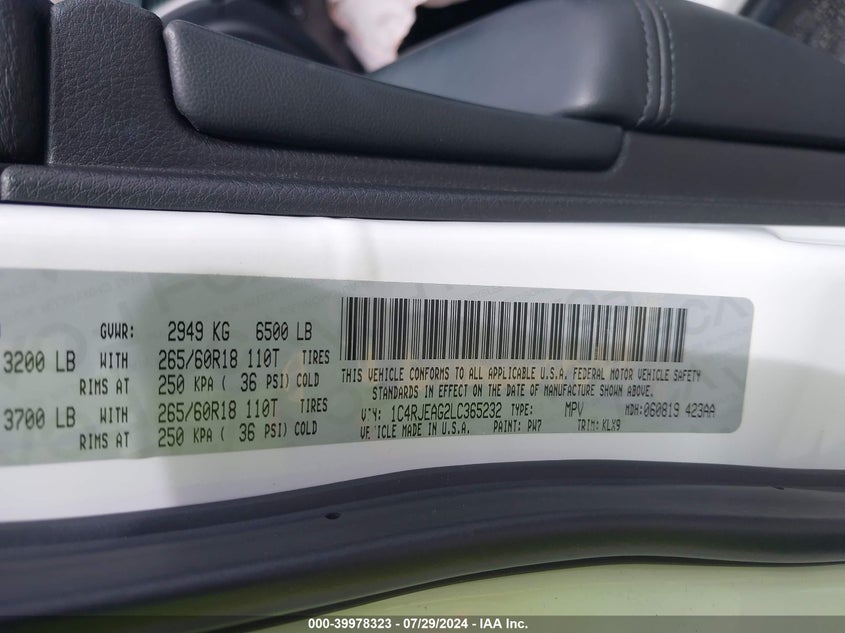 GVWR: 2949 KG 6500 LB
3200 LB WITH 265/60R18 110T TIRES
RIMS AT 250 KPA ( 36 PSI) COLD
3700 LB WITH 265/60R18 110T TIRES
RIMS AT 250 KPA ( 36 PSI) COLD
THIS VEHICLE CONFORMS TO ALL APPLICABLE U.S.A. FEDERAL MOTOR VEHICLE SAFETY
STANDARDS IN EFFECT ON THE DATE OF MANUFACTURE SHOWN ABOVE.
1C4RJEAG2LC365232 TYPE: MPV MDH:060819 423AA
VEHICLE MADE IN U.S.A. PAINT: PW7 TRIM: KLX9
000-39978323 - 07/29/2024 - IAA Inc.